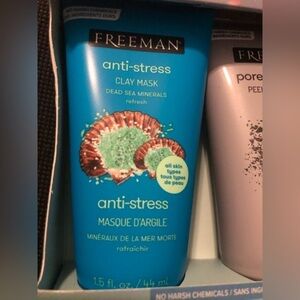 FREEMAN
anti-stress
CLAY MASK
DEAD SEA MINERALS
refresh
all skin
types
tous types
de peau
anti-stress
MASQUE D'ARGILE
MINÉRAUX DE LA MER MORTE
rafraîchir
1.5 fl. oz. / 44 ml
FRE
pore
PEE
NO HARSH CHEMICALS / SANS ING